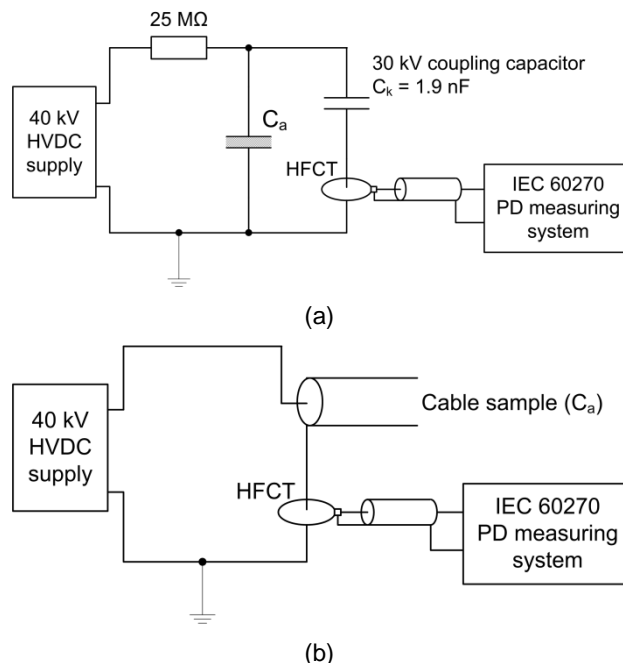 25 MΩ
30 kV coupling capacitor
Cₖ = 1.9 nF
40 kV
HVDC
supply
Cₐ
HFCT
IEC 60270
PD measuring
system
(a)
Cable sample (Cₐ)
40 kV
HVDC
supply
HFCT
IEC 60270
PD measuring
system
(b)